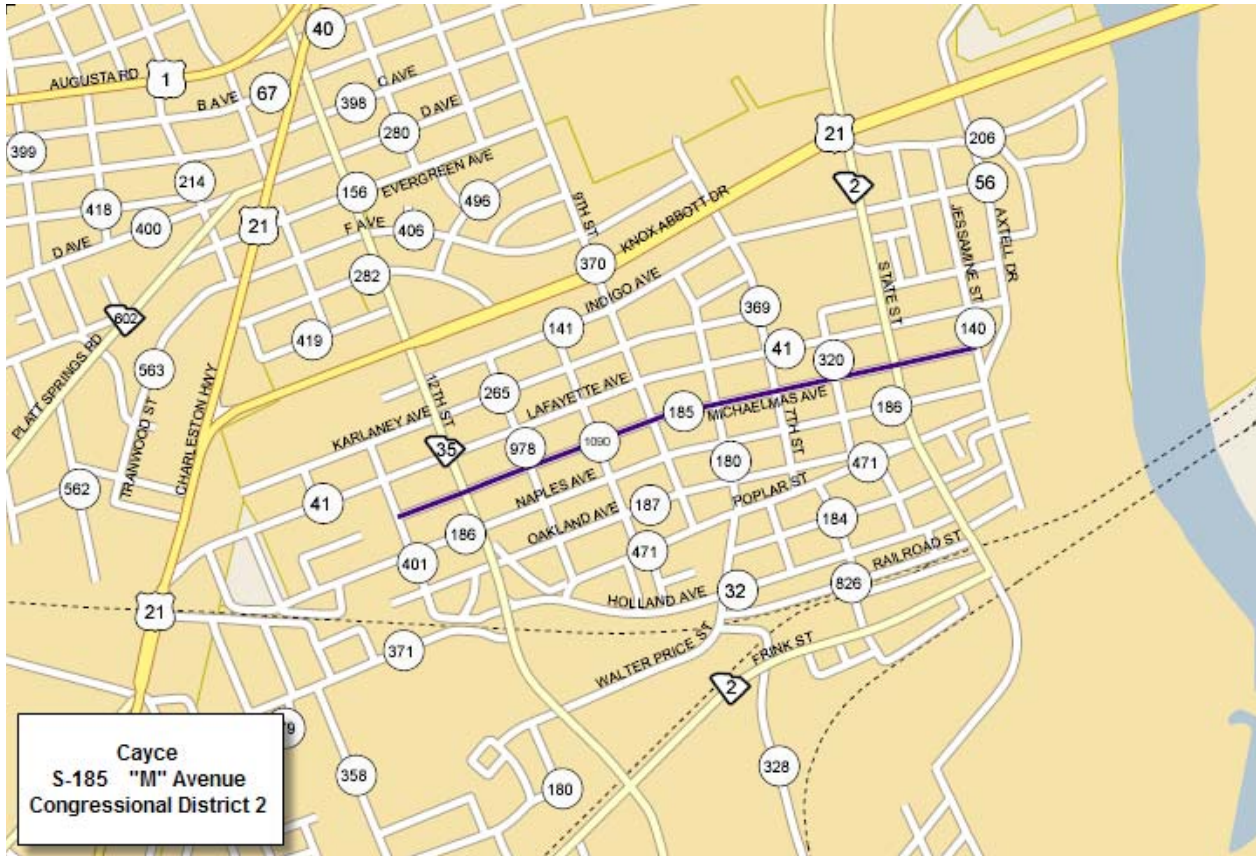 40
AUGUSTA RD
1
B AVE
67
398
C AVE
D AVE
280
21
206
399
214
156
EVERGREEN AVE
496
2
56
418
400
D AVE
21
F AVE
406
9TH ST
KNOX ABBOTT DR
JESSAMINE ST
AXTELL DR
282
370
INDIGO AVE
STATE ST
602
419
141
369
140
PLATT SPRINGS RD
563
TRANWOOD ST
CHARLESTON HWY
12TH ST
265
LAFAYETTE AVE
41
320
KARLANEY AVE
185
MICHAELMAS AVE
7TH ST
186
35
978
1090
562
41
NAPLES AVE
180
471
186
OAKLAND AVE
187
POPLAR ST
184
401
471
RAILROAD ST
21
HOLLAND AVE
32
826
371
WALTER PRICE ST
FRINK ST
2
79
358
180
328
Cayce
S-185 "M" Avenue
Congressional District 2